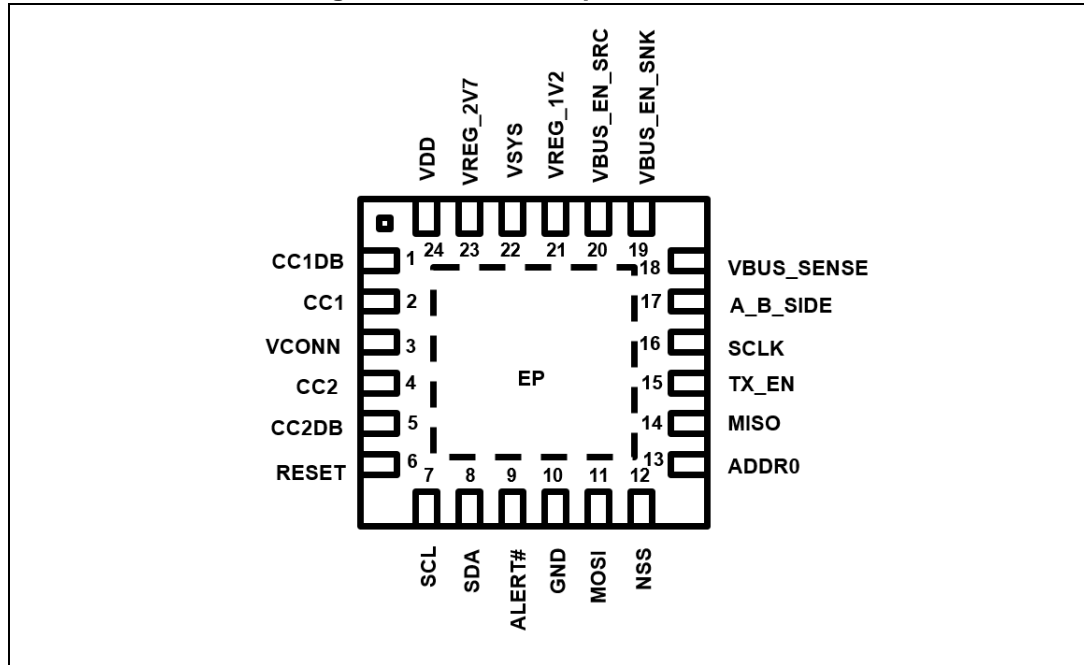 VDD
VREG_2V7
VSYS
VREG_1V2
VBUS_EN_SRC
VBUS_EN_SNK
24 23 22 21 20 19
CC1DB 1 18 VBUS_SENSE
CC1 2 17 A_B_SIDE
VCONN 3 16 SCLK
EP
CC2 4 15 TX_EN
CC2DB 5 14 MISO
RESET 6 13 ADDR0
7 8 9 10 11 12
SCL
SDA
ALERT#
GND
MOSI
NSS